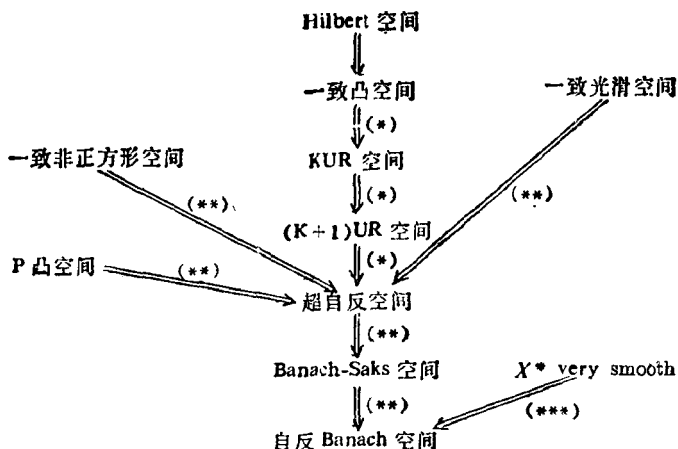 Hilbert 空间
一致凸空间
一致光滑空间
(*)
KUR 空间
一致非正方形空间
(*)
(**)
(**)
(K+1)UR 空间
(*)
P 凸空间
(**)
超自反空间
(**)
Banach-Saks 空间
X* very smooth
(**)
(***)
自反 Banach 空间